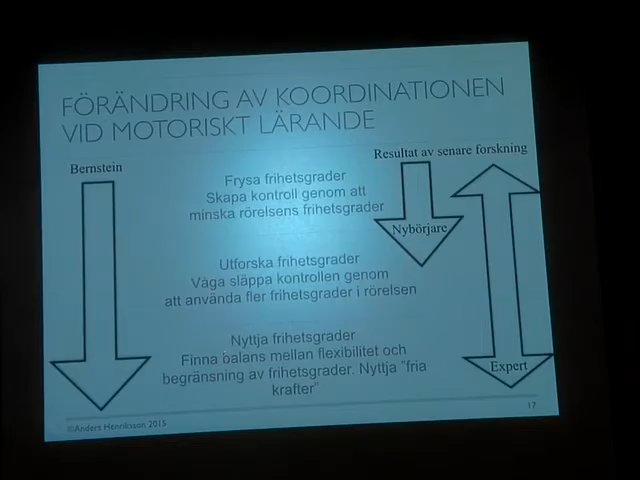 FÖRÄNDRING AV KOORDINATIONEN
VID MOTORISKT LÄRANDE
Bernstein
Resultat av senare forskning
Frysa frihetsgrader
Skapa kontroll genom att
minska rörelsens frihetsgrader
Nybörjare
Utforska frihetsgrader
Våga släppa kontrollen genom
att använda fler frihetsgrader i rörelsen
Nyttja frihetsgrader
Finna balans mellan flexibilitet och
begränsning av frihetsgrader. Nyttja "fria
krafter"
Expert
©Anders Henriksson 2015
17